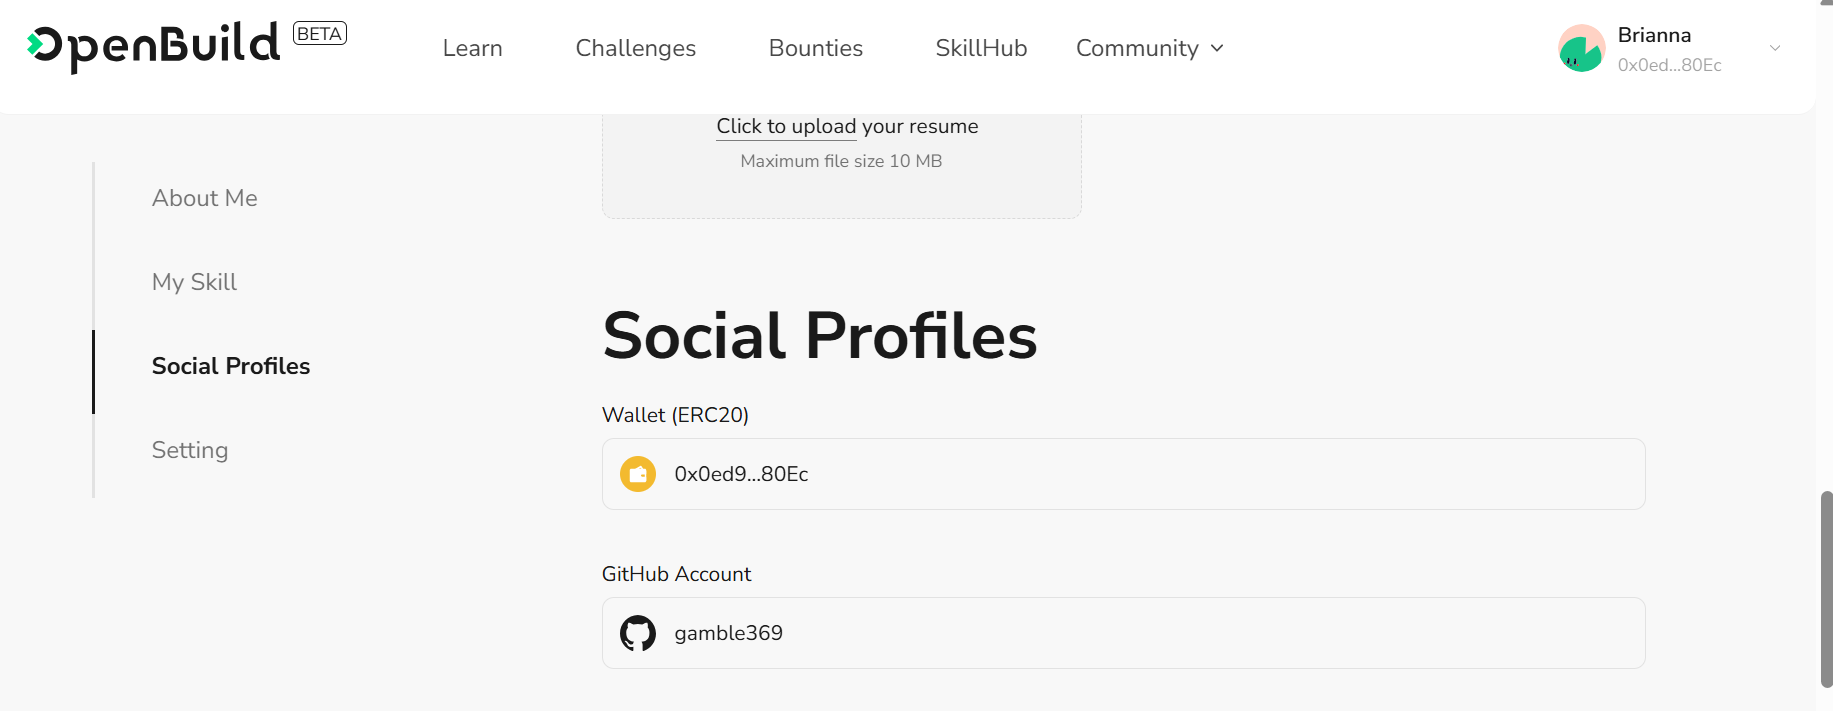 OpenBuild BETA
Learn Challenges Bounties SkillHub Community
Brianna
0x0ed...80Ec
Click to upload your resume
Maximum file size 10 MB
About Me
My Skill
Social Profiles
Setting
Social Profiles
Wallet (ERC20)
0x0ed9...80Ec
GitHub Account
gamble369